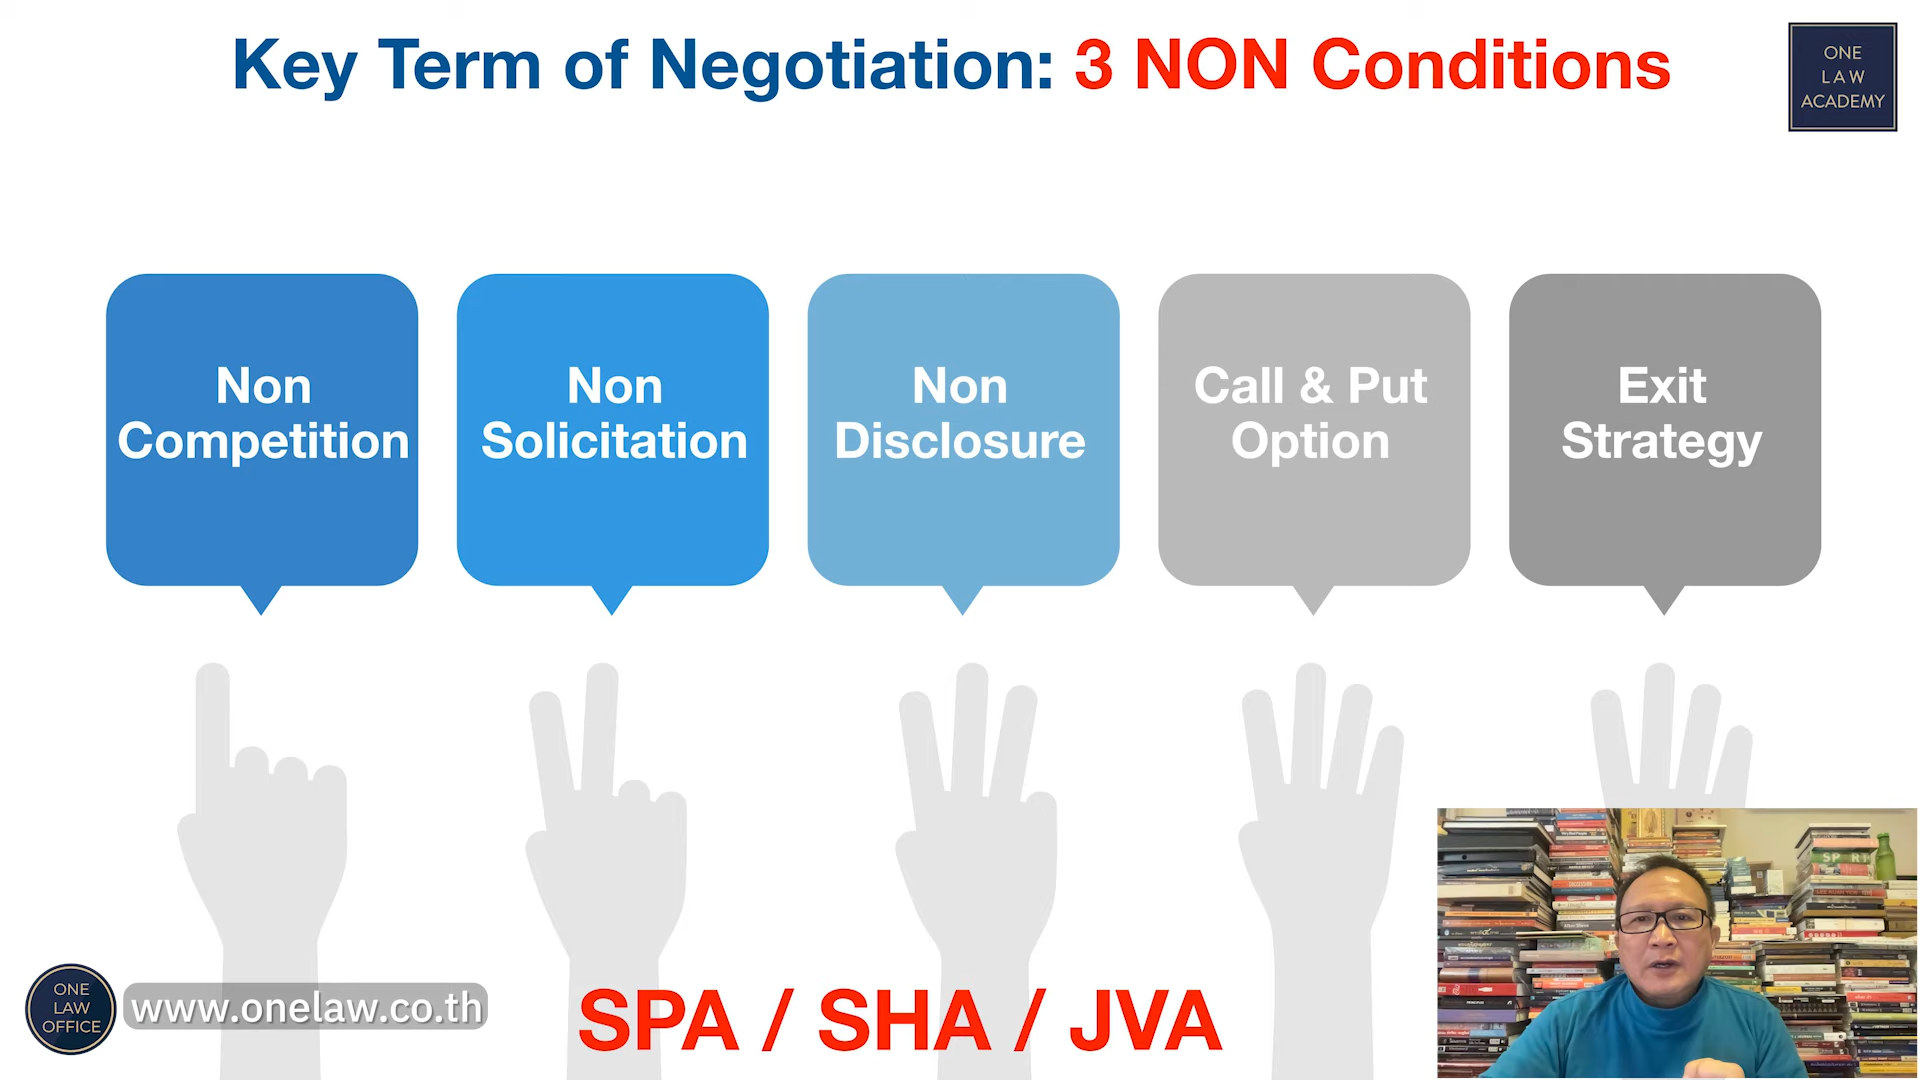 Key Term of Negotiation: 3 NON Conditions
ONE
LAW
ACADEMY
Non
Competition
Non
Solicitation
Non
Disclosure
Call & Put
Option
Exit
Strategy
ONE
LAW
OFFICE
www.onelaw.co.th
SPA / SHA / JVA